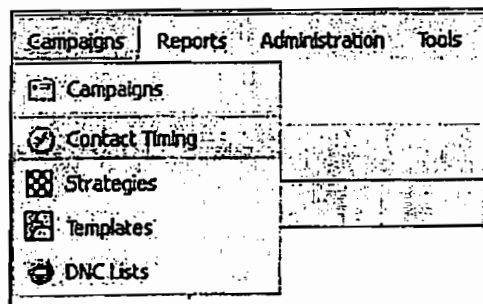 Campaigns Reports Administration Tools
Campaigns
Contact Timing
Strategies
Templates
DNC Lists